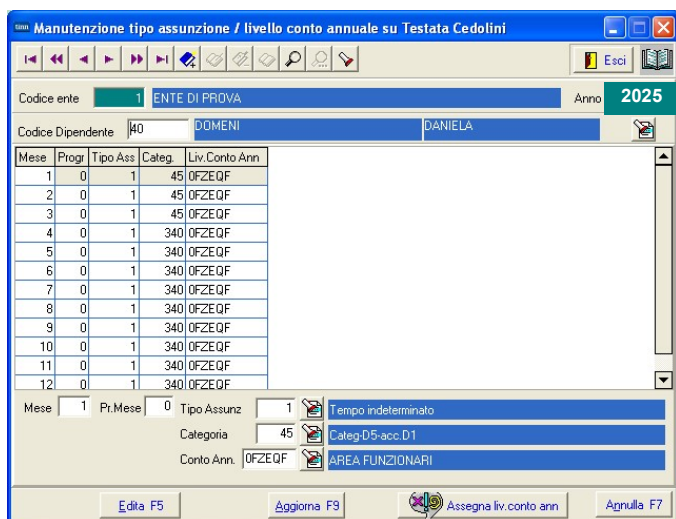 Manutenzione tipo assunzione / livello conto annuale su Testata Cedolini
Esci
Codice ente 1 ENTE DI PROVA Anno 2025
Codice Dipendente 40 DOMENI DANIELA
Mese Progr Tipo Ass Categ. Liv.Conto Ann
1 0 1 45 0FZEQF
2 0 1 45 0FZEQF
3 0 1 45 0FZEQF
4 0 1 340 0FZEQF
5 0 1 340 0FZEQF
6 0 1 340 0FZEQF
7 0 1 340 0FZEQF
8 0 1 340 0FZEQF
9 0 1 340 0FZEQF
10 0 1 340 0FZEQF
11 0 1 340 0FZEQF
12 0 1 340 0FZEQF
Mese 1 Pr.Mese 0 Tipo Assunz 1 Tempo indeterminato
Categoria 45 Categ-D5-acc.D1
Conto Ann. 0FZEQF AREA FUNZIONARI
Edita F5 Aggiorna F9 Assegna liv.conto ann Annulla F7